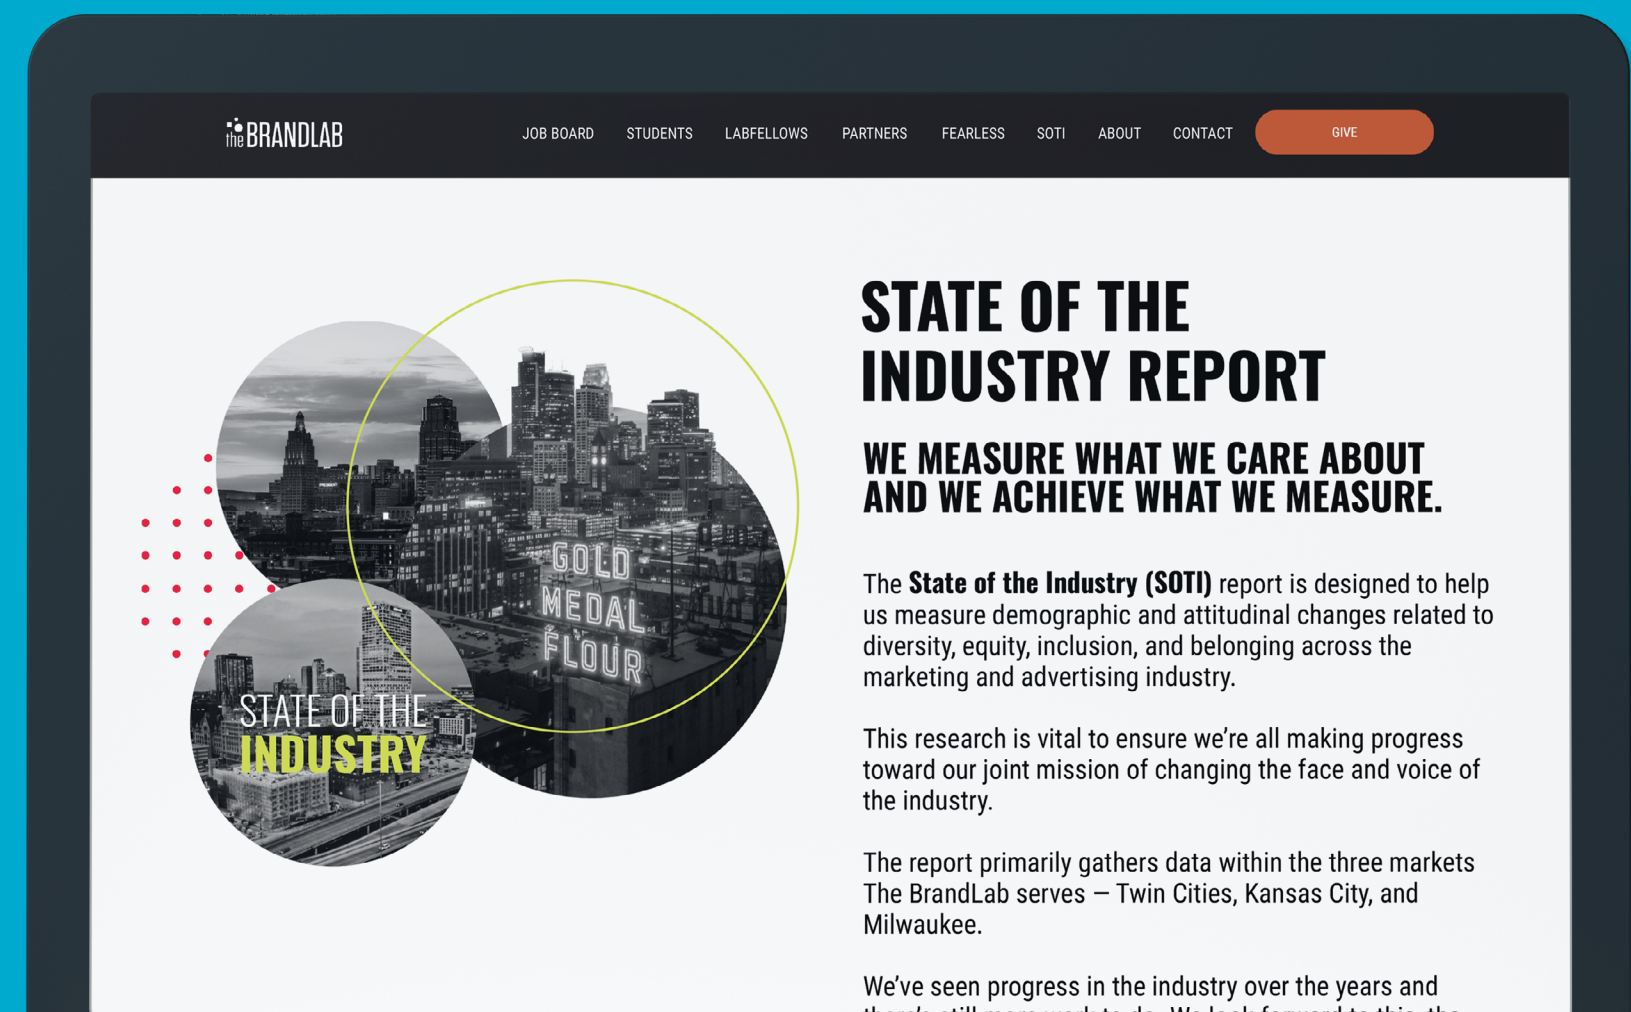 the BRANDLAB
JOB BOARD STUDENTS LABFELLOWS PARTNERS FEARLESS SOTI ABOUT CONTACT GIVE
GOLD
MEDAL
FLOUR
STATE OF THE
INDUSTRY
STATE OF THE
INDUSTRY REPORT
WE MEASURE WHAT WE CARE ABOUT
AND WE ACHIEVE WHAT WE MEASURE.
The State of the Industry (SOTI) report is designed to help
us measure demographic and attitudinal changes related to
diversity, equity, inclusion, and belonging across the
marketing and advertising industry.
This research is vital to ensure we’re all making progress
toward our joint mission of changing the face and voice of
the industry.
The report primarily gathers data within the three markets
The BrandLab serves — Twin Cities, Kansas City, and
Milwaukee.
We’ve seen progress in the industry over the years and